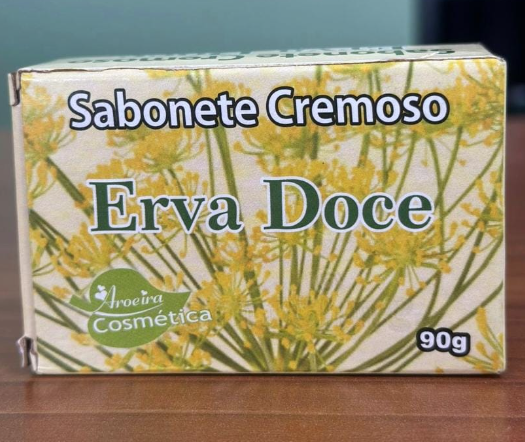 Sabonete Cremoso
Erva Doce
Aroeira
Cosmética
90g